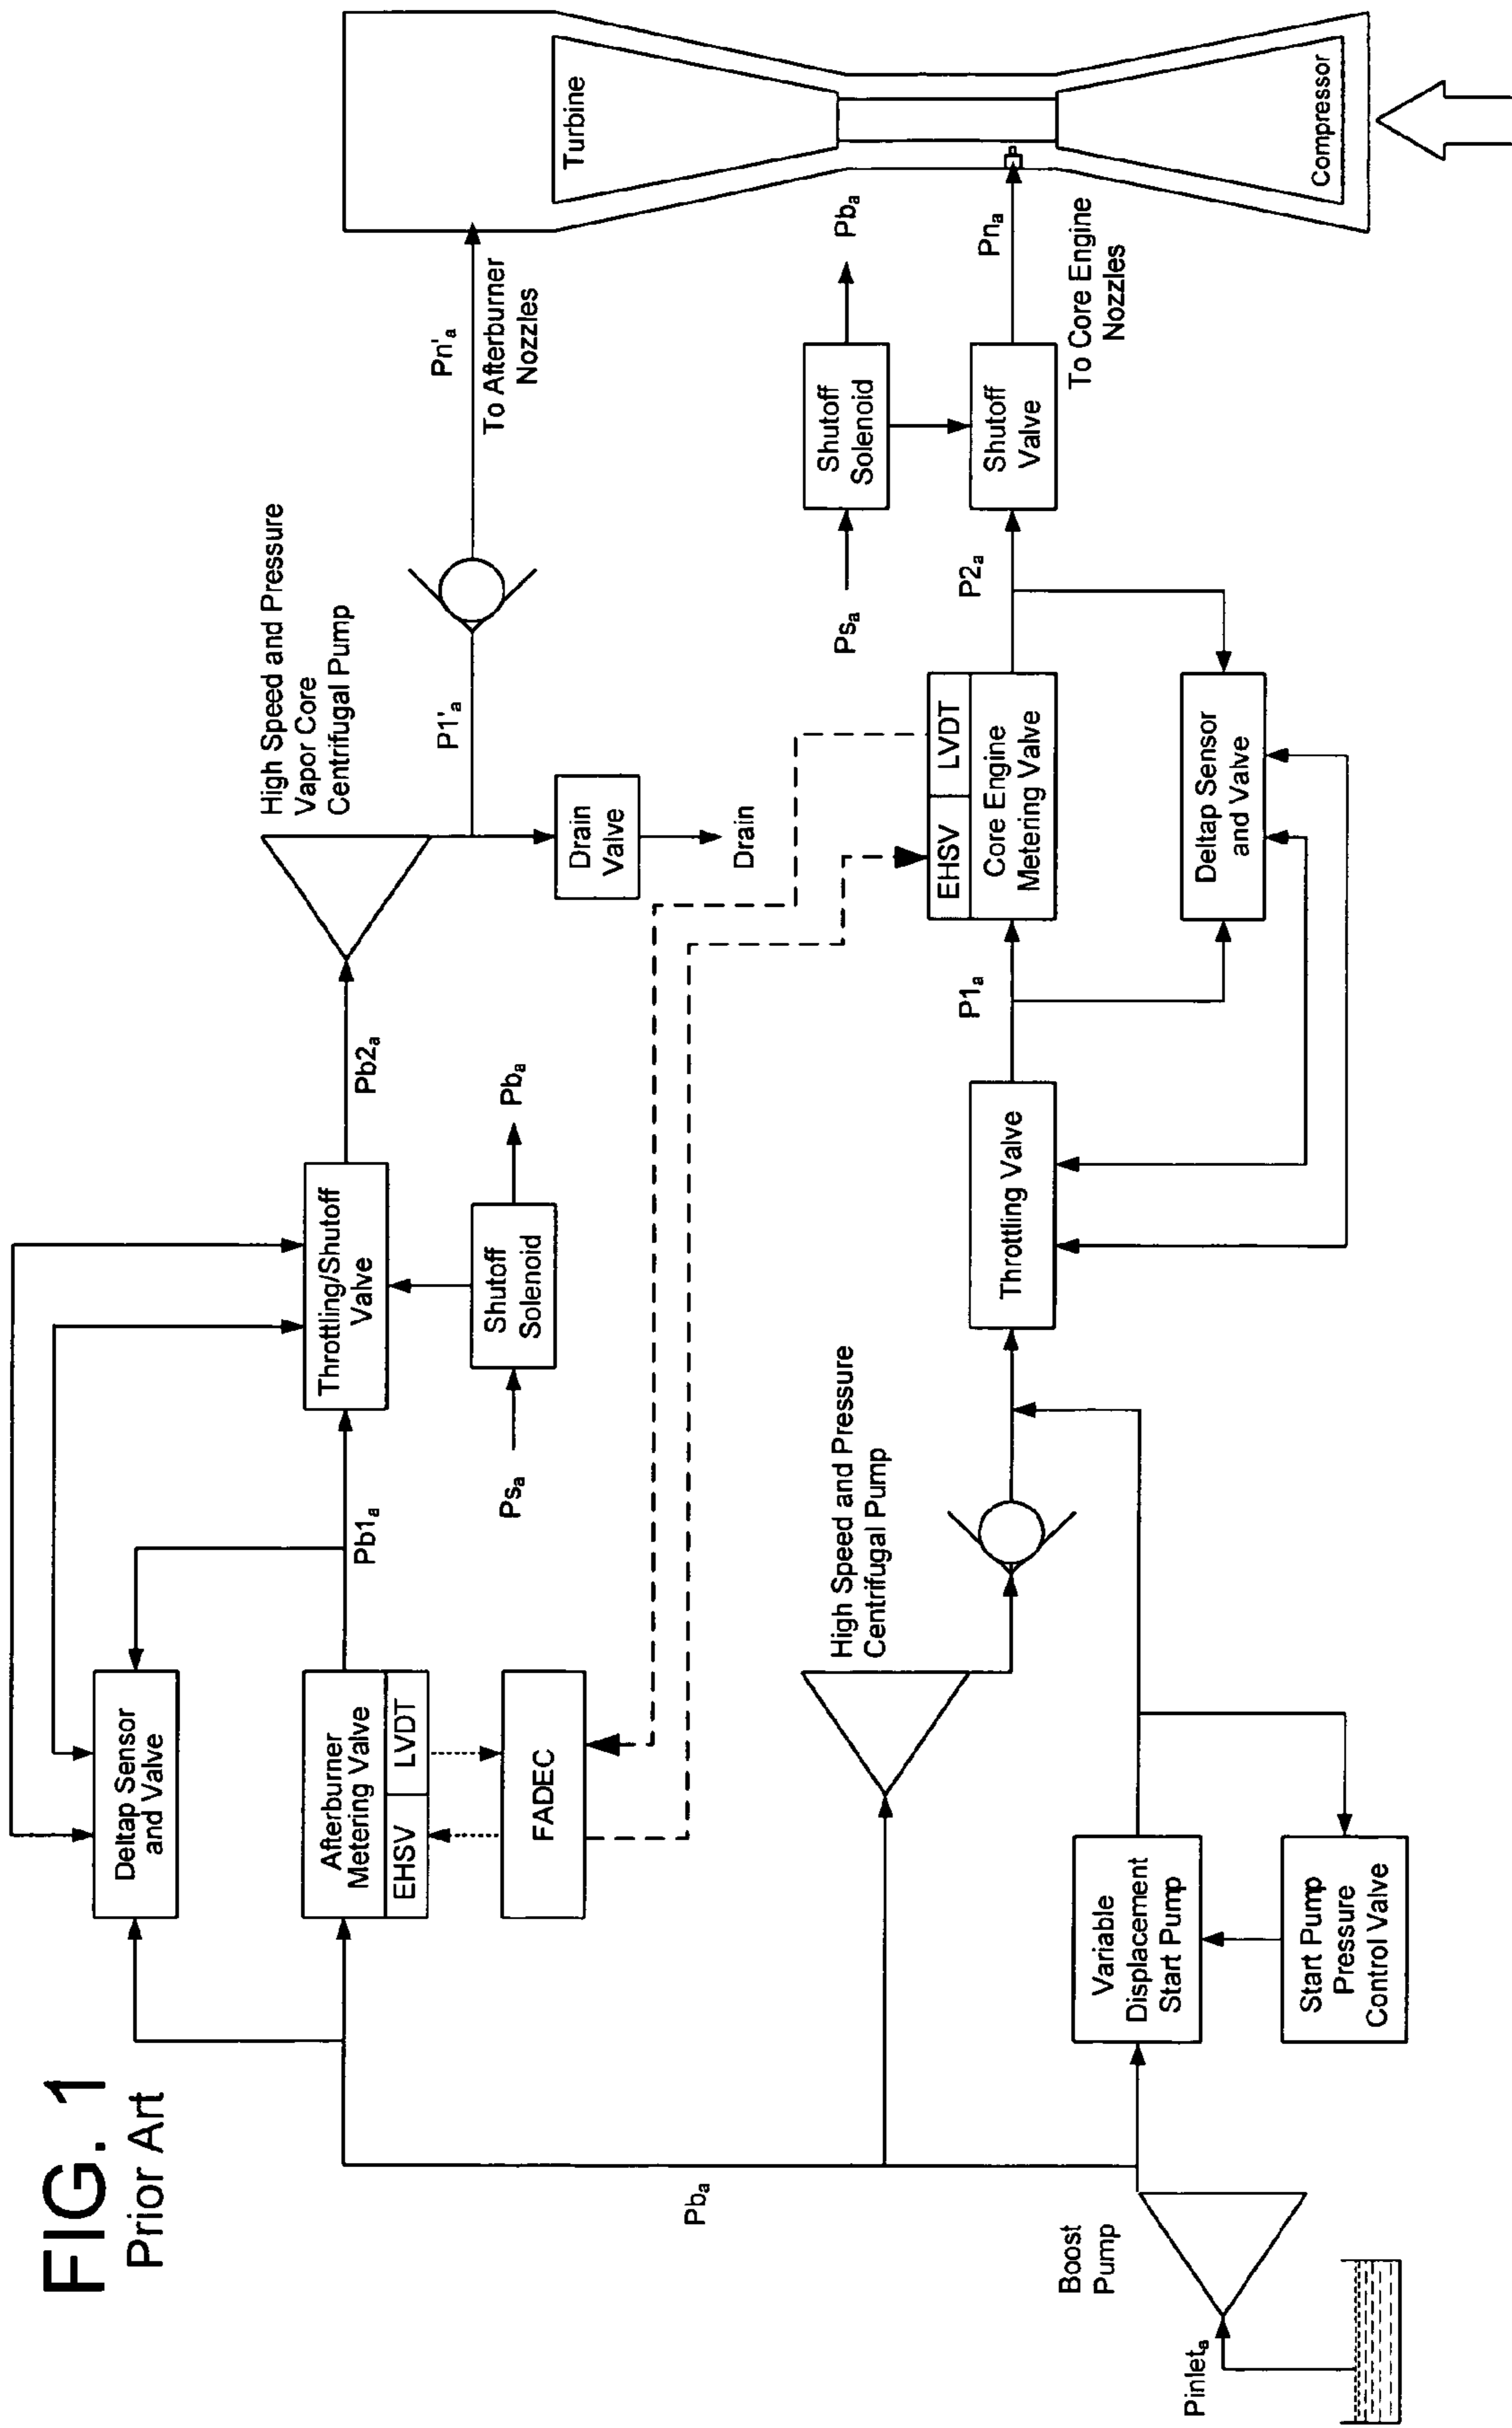 FIG. 1
Prior Art
Deltap Sensor
and Valve
Afterburner
Metering Valve
EHSV
LVDT
FADEC
Pb1ₐ
Throttling/Shutoff
Valve
Shutoff
Solenoid
Psₐ
Pbₐ
Pb2ₐ
High Speed and Pressure
Vapor Core
Centrifugal Pump
P1'ₐ
Drain
Valve
Drain
Pn'ₐ
To Afterburner
Nozzles
Turbine
Compressor
Pbₐ
Boost
Pump
Pinletₐ
Variable
Displacement
Start Pump
Start Pump
Pressure
Control Valve
High Speed and Pressure
Centrifugal Pump
Throttling Valve
P1ₐ
EHSV
LVDT
Core Engine
Metering Valve
Deltap Sensor
and Valve
P2ₐ
Psₐ
Shutoff
Solenoid
Pbₐ
Shutoff
Valve
Pnₐ
To Core Engine
Nozzles